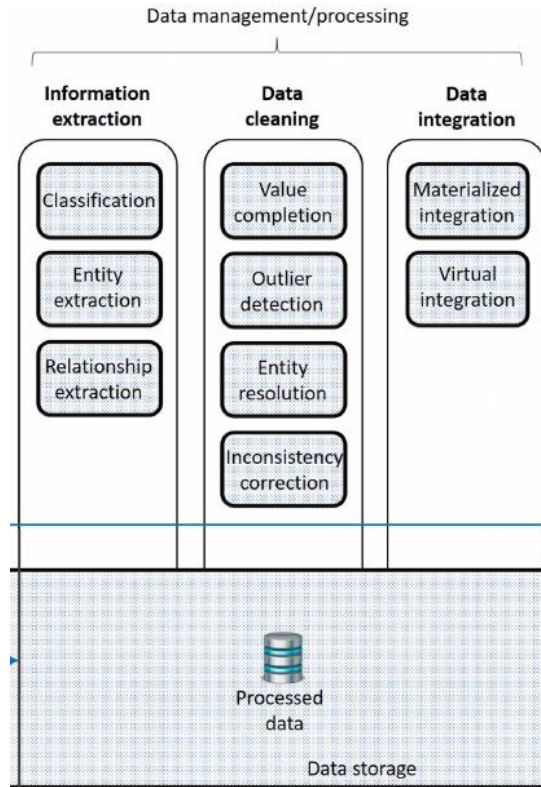 Data management/processing
Information
extraction
Data
cleaning
Data
integration
Classification
Entity
extraction
Relationship
extraction
Value
completion
Outlier
detection
Entity
resolution
Inconsistency
correction
Materialized
integration
Virtual
integration
Processed
data
Data storage